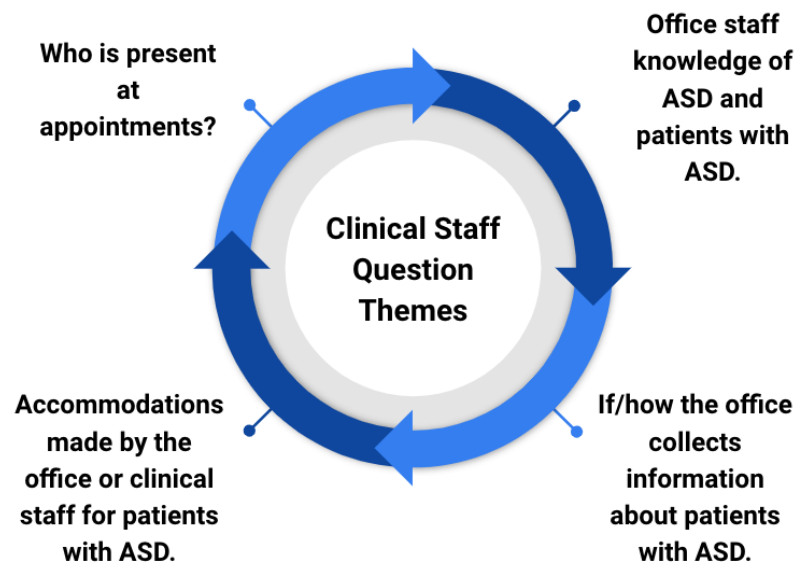 Who is present
at
appointments?
Office staff
knowledge of
ASD and
patients with
ASD.
Clinical Staff
Question
Themes
Accommodations
made by the
office or clinical
staff for patients
with ASD.
If/how the office
collects
information
about patients
with ASD.